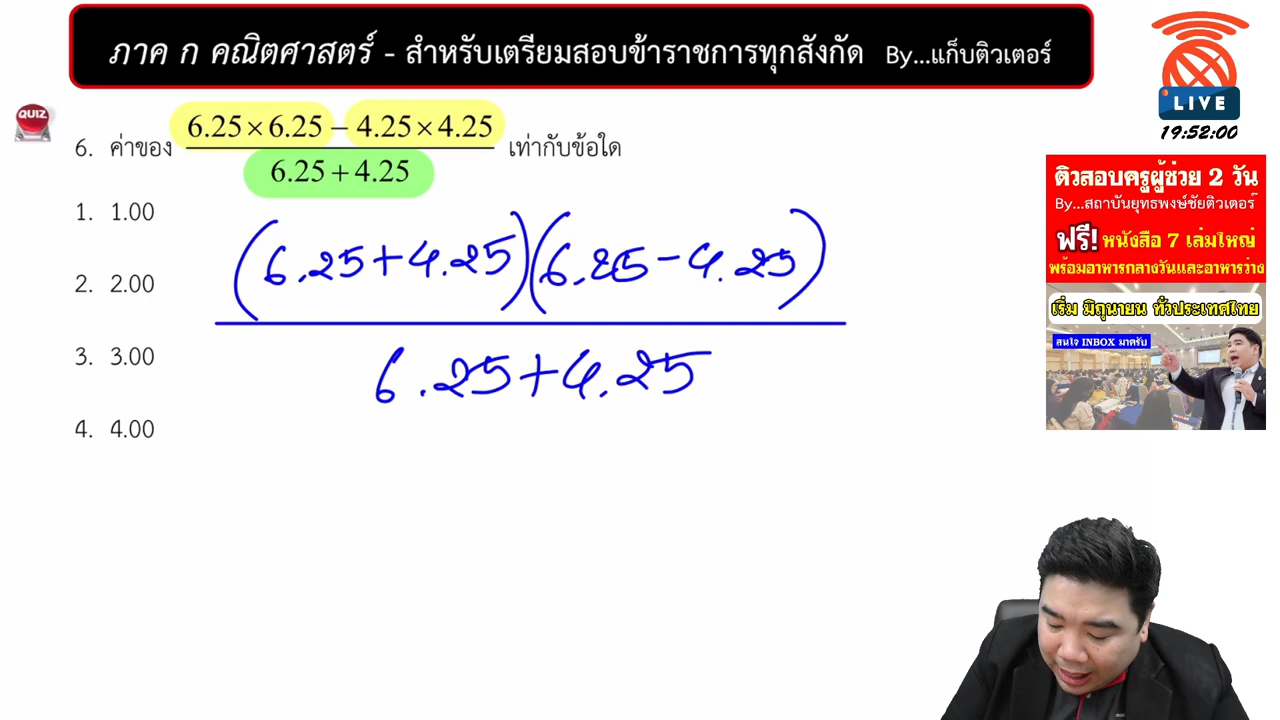 ภาค ก คณิตศาสตร์ - สำหรับเตรียมสอบข้าราชการทุกสังกัด By...แก็บติวเตอร์
LIVE
19:52:00
QUIZ
6. ค่าของ (6.25×6.25 − 4.25×4.25)/(6.25+4.25) เท่ากับข้อใด
1. 1.00
2. 2.00
3. 3.00
4. 4.00
(6.25+4.25)(6.25−4.25)
6.25+4.25
ติวสอบครูผู้ช่วย 2 วัน
By...สถาบันยุทธพงษ์ชัยติวเตอร์
ฟรี! หนังสือ 7 เล่มใหญ่
พร้อมอาหารกลางวันและอาหารว่าง
เริ่ม มิถุนายน ทั่วประเทศไทย
สนใจ INBOX มาครับ